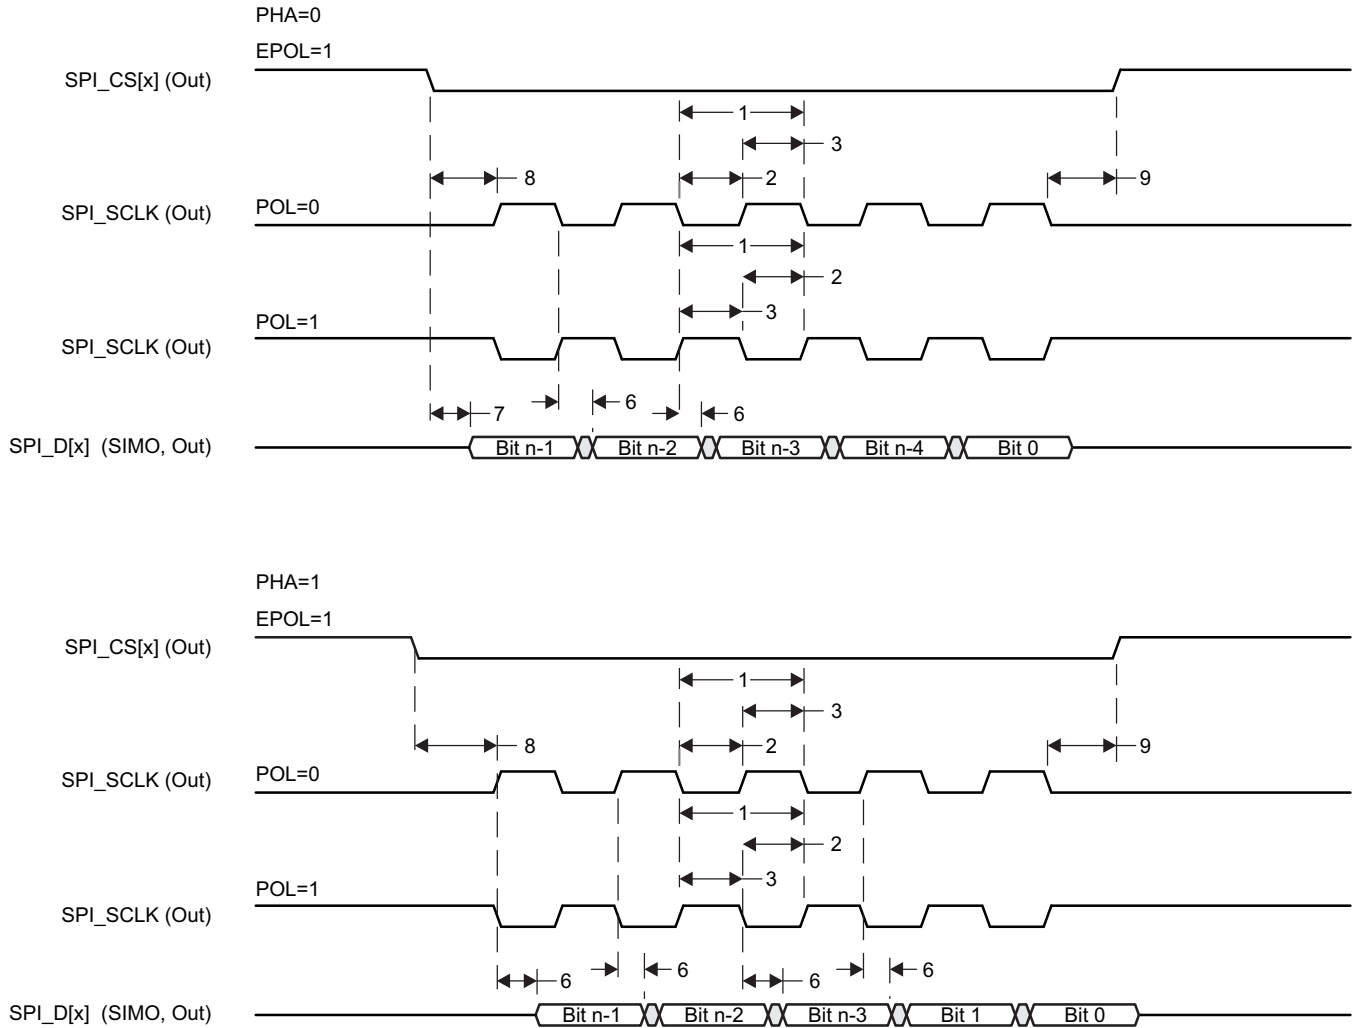 PHA=0
EPOL=1
SPI_CS[x] (Out)
1
3
8
2
9
SPI_SCLK (Out)
POL=0
1
2
3
POL=1
SPI_SCLK (Out)
7
6
6
SPI_D[x] (SIMO, Out)
Bit n-1
Bit n-2
Bit n-3
Bit n-4
Bit 0
PHA=1
EPOL=1
SPI_CS[x] (Out)
1
3
8
2
9
SPI_SCLK (Out)
POL=0
1
2
3
POL=1
SPI_SCLK (Out)
6
6
6
6
SPI_D[x] (SIMO, Out)
Bit n-1
Bit n-2
Bit n-3
Bit 1
Bit 0